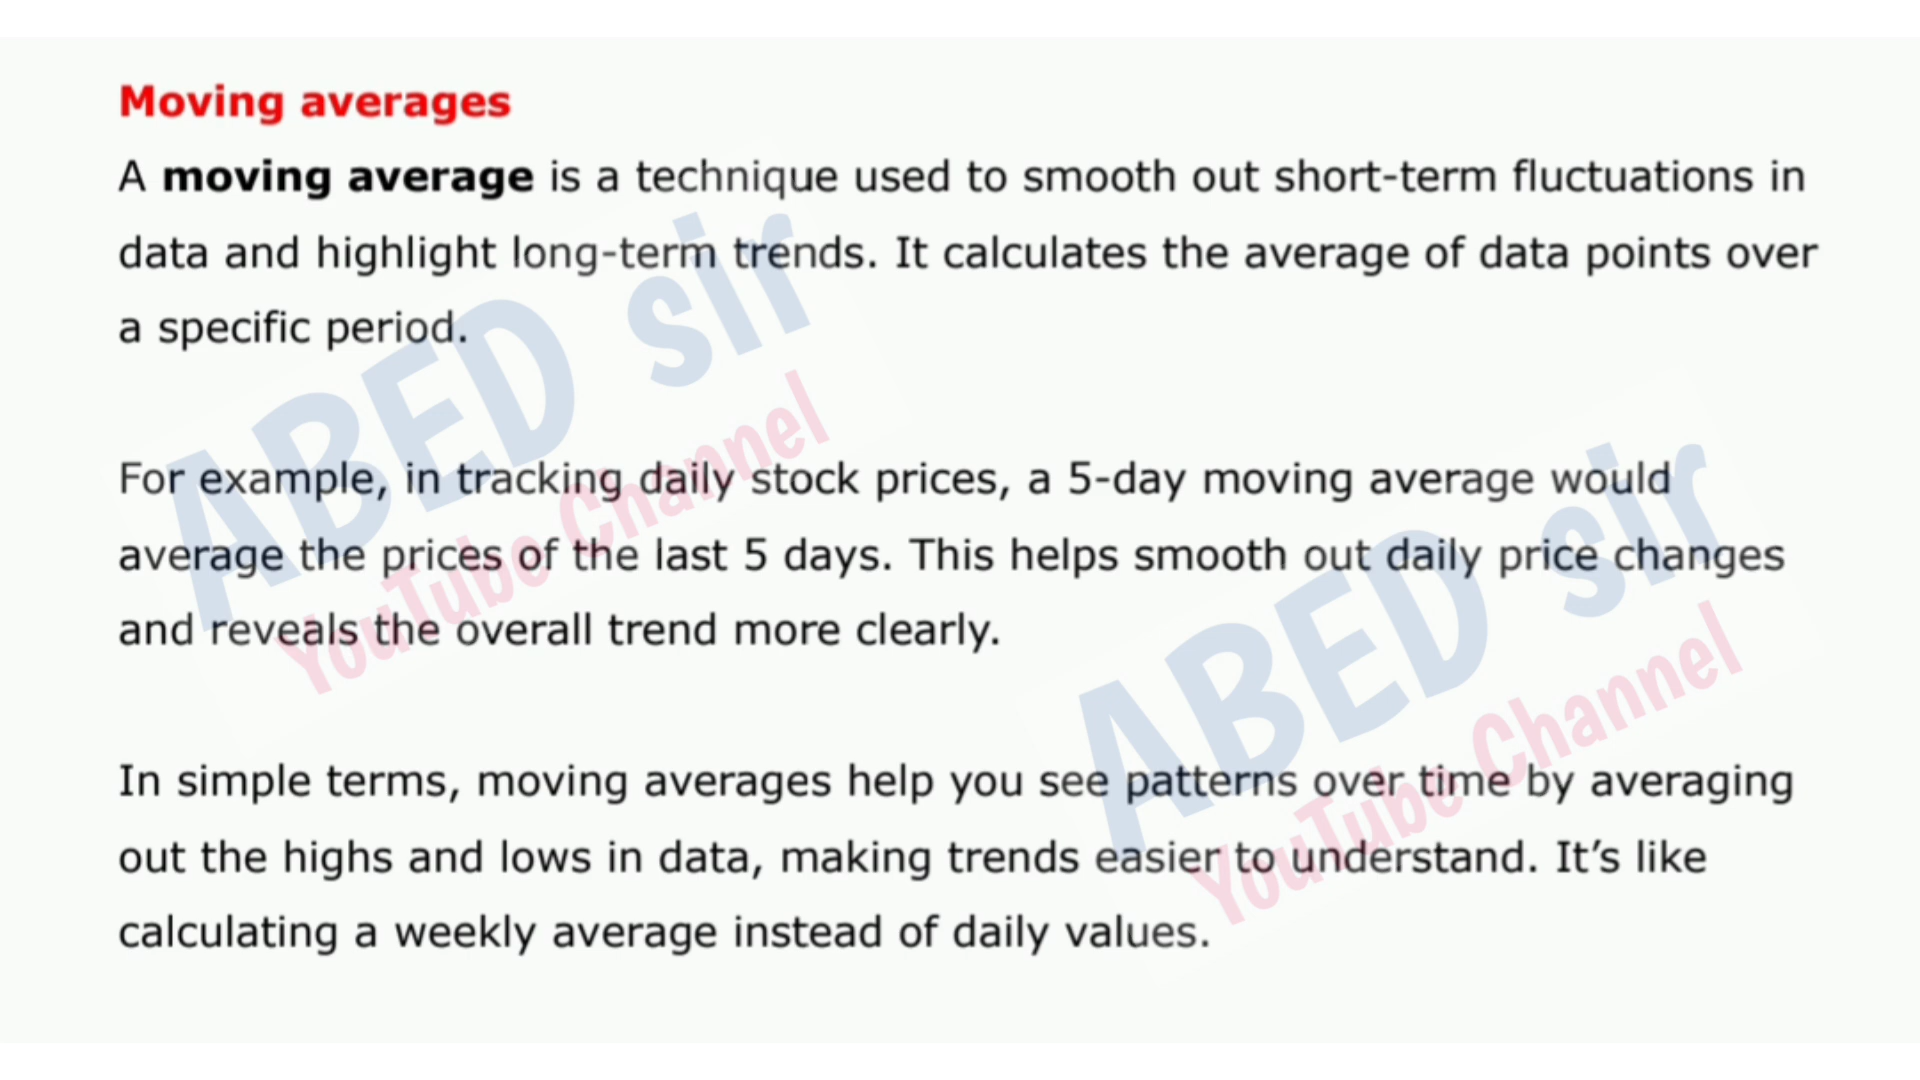 Moving averages
A moving average is a technique used to smooth out short-term fluctuations in
data and highlight long-term trends. It calculates the average of data points over
a specific period.
For example, in tracking daily stock prices, a 5-day moving average would
average the prices of the last 5 days. This helps smooth out daily price changes
and reveals the overall trend more clearly.
In simple terms, moving averages help you see patterns over time by averaging
out the highs and lows in data, making trends easier to understand. It’s like
calculating a weekly average instead of daily values.
ABED sir
YouTube Channel
ABED sir
YouTube Channel